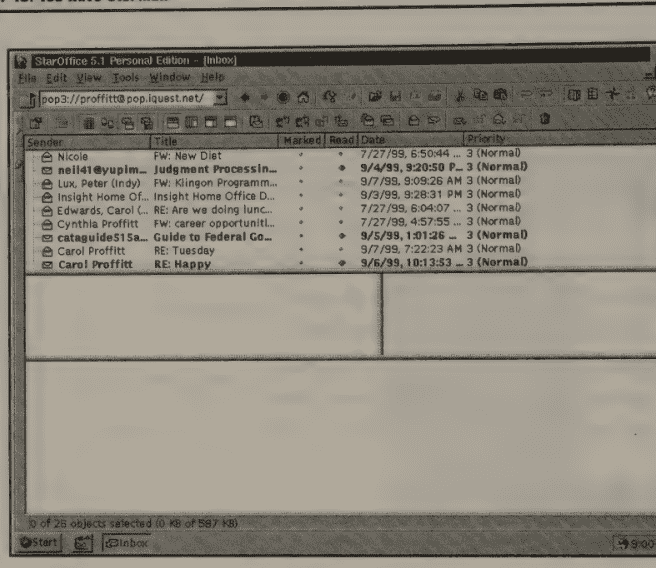 StarOffice 5.1 Personal Edition - [Inbox]
File Edit View Tools Window Help
pop3://proffitt@pop.iquest.net/
Sender Title Marked Read Date Priority
Nicole FW: New Diet 7/27/99, 6:50:44 ... 3 (Normal)
neil41@yupim... Judgment Processin... 9/4/99, 9:20:50 P... 3 (Normal)
Lux, Peter (Indy) FW: Klingon Programm... 9/7/99, 9:09:26 AM 3 (Normal)
Insight Home Of... Insight Home Office D... 9/3/99, 9:28:31 PM 3 (Normal)
Edwards, Carol (... RE: Are we doing lunc... 7/27/99, 6:04:07 ... 3 (Normal)
Cynthia Proffitt FW: career opportuniti... 7/27/99, 4:57:55 ... 3 (Normal)
cataguide51Sa... Guide to Federal Go... 9/5/99, 1:01:26 ... 3 (Normal)
Carol Proffitt RE: Tuesday 9/7/99, 7:22:23 AM 3 (Normal)
Carol Proffitt RE: Happy 9/6/99, 10:13:53 ... 3 (Normal)
0 of 26 objects selected (0 KB of 587 KB)
Start Inbox 9:00